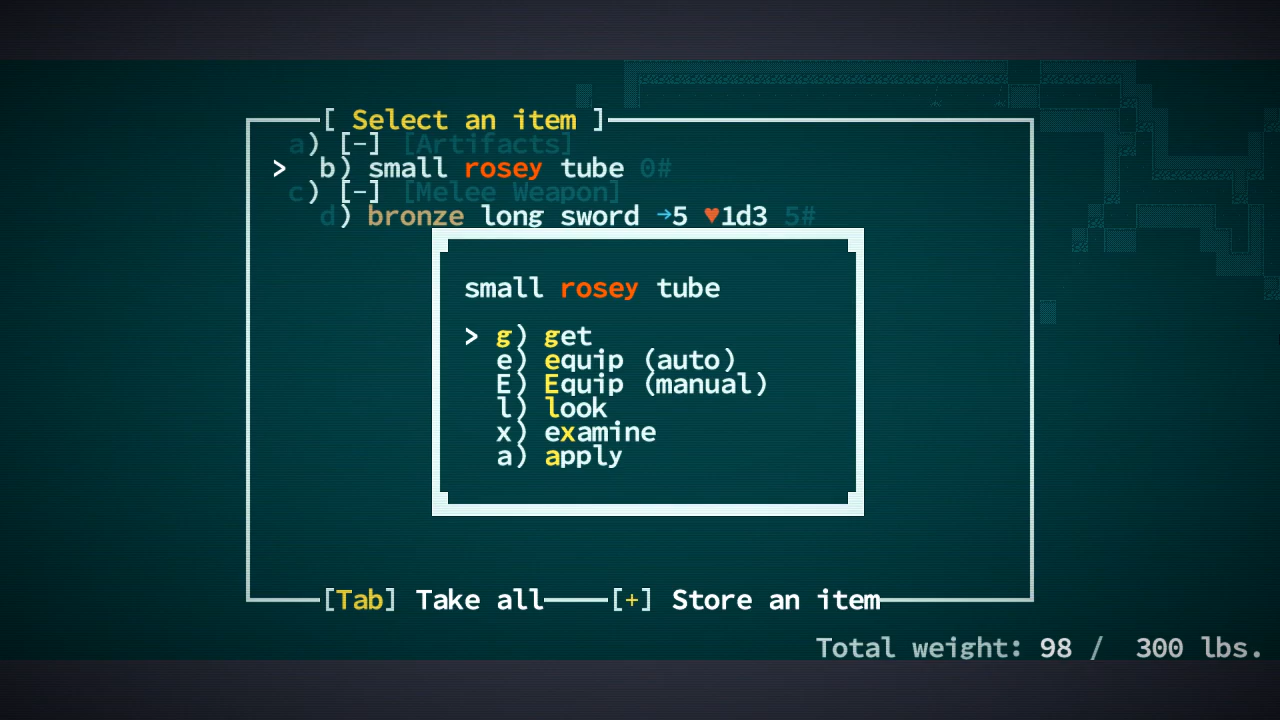 [ Select an item ]
a) [-] [Artifacts]
> b) small rosey tube 0#
c) [-] [Melee Weapon]
d) bronze long sword →5 ♥1d3 5#
small rosey tube
> g) get
e) equip (auto)
E) Equip (manual)
l) look
x) examine
a) apply
[Tab] Take all [+] Store an item
Total weight: 98 / 300 lbs.